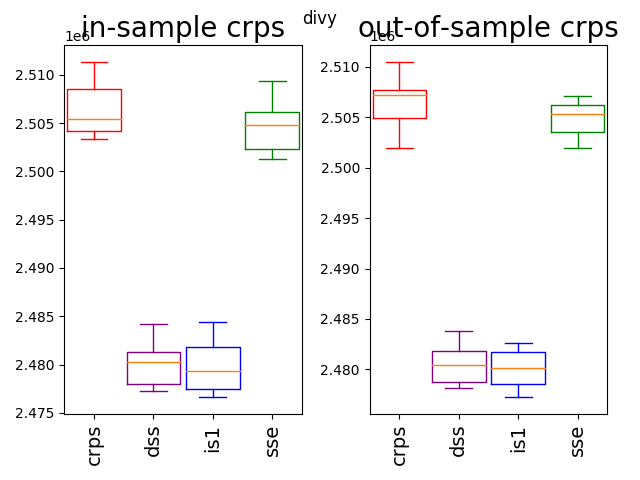 divy
in-sample crps
1e6
2.510
2.505
2.500
2.495
2.490
2.485
2.480
2.475
crps
dss
is1
sse
out-of-sample crps
1e6
2.510
2.505
2.500
2.495
2.490
2.485
2.480
crps
dss
is1
sse